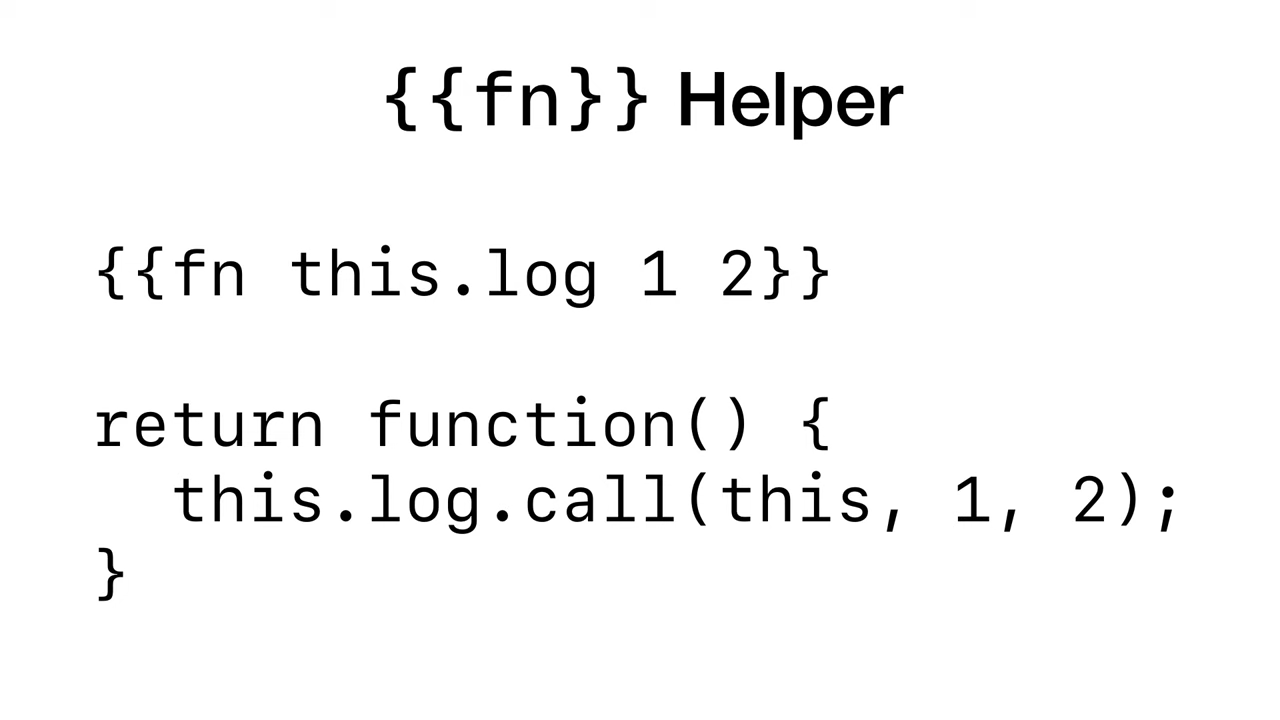 {{fn}} Helper
{{fn this.log 1 2}}
return function() {
  this.log.call(this, 1, 2);
}